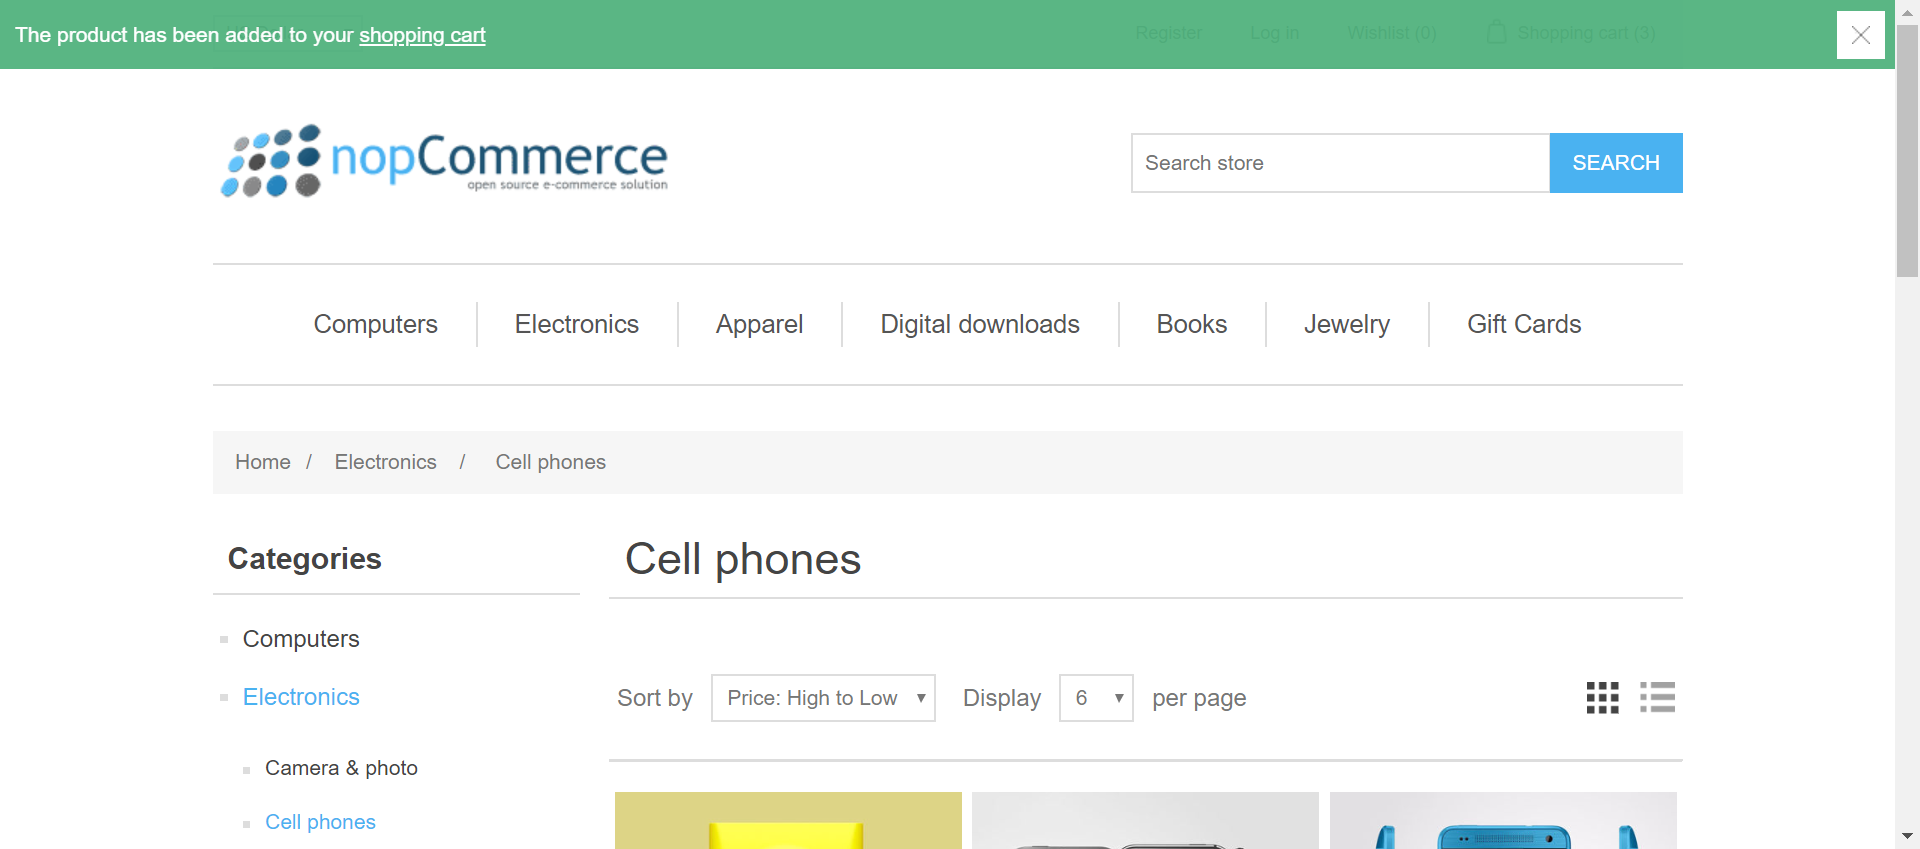 The product has been added to your shopping cart
Register Log in Wishlist (0) Shopping cart (3)
nopCommerce
open source e-commerce solution
Search store SEARCH
Computers Electronics Apparel Digital downloads Books Jewelry Gift Cards
Home / Electronics / Cell phones
Categories
Computers
Electronics
Camera & photo
Cell phones
Cell phones
Sort by Price: High to Low Display 6 per page